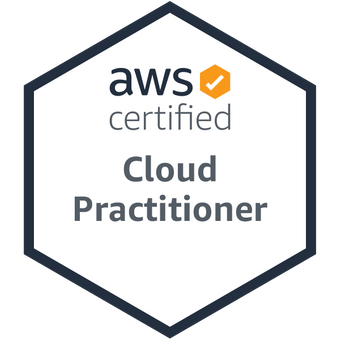 aws
certified
Cloud
Practitioner